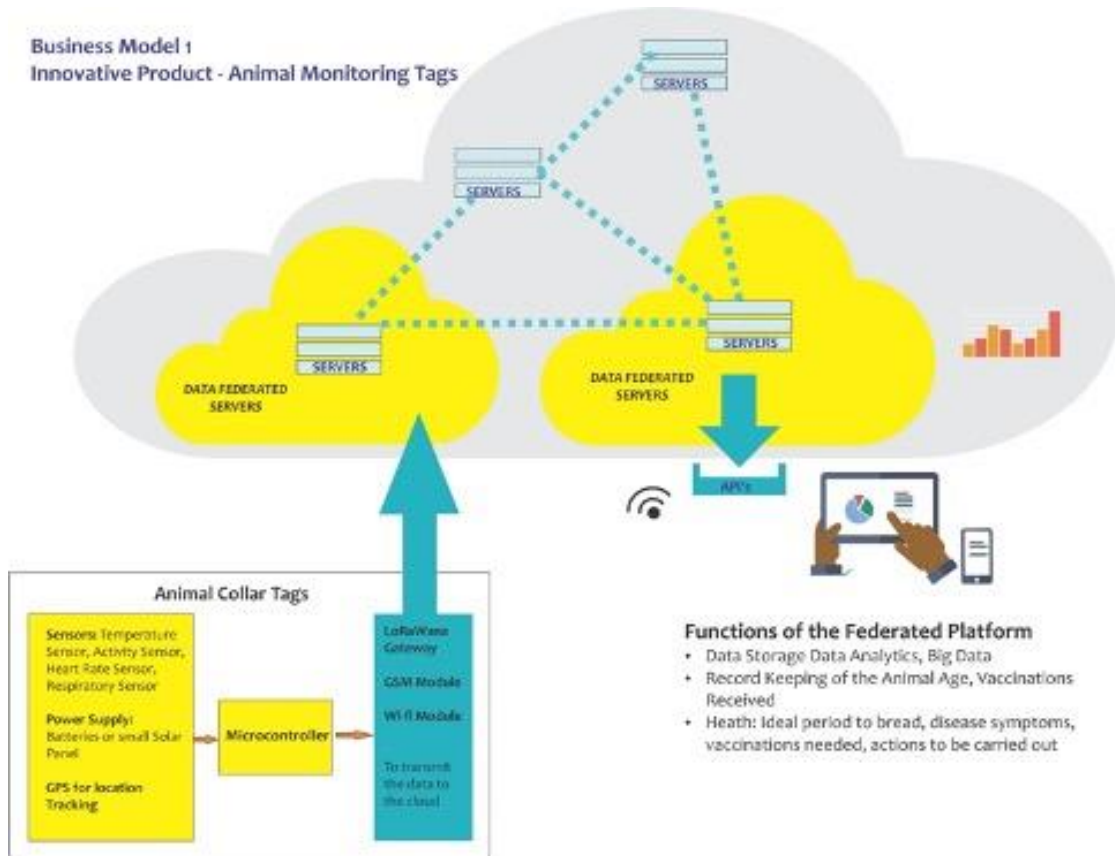 Business Model 1
Innovative Product - Animal Monitoring Tags
SERVERS
SERVERS
SERVERS
SERVERS
DATA FEDERATED
SERVERS
DATA FEDERATED
SERVERS
API's
Animal Collar Tags
Sensors: Temperature
Sensor, Activity Sensor,
Heart Rate Sensor,
Respiratory Sensor
Power Supply:
Batteries or small Solar
Panel
GPS for location
Tracking
Microcontroller
LoRaWane
Gateway
GSM Module
Wi-fi Module
To transmit
the data to
the cloud
Functions of the Federated Platform
• Data Storage Data Analytics, Big Data
• Record Keeping of the Animal Age, Vaccinations
Received
• Heath: Ideal period to bread, disease symptoms,
vaccinations needed, actions to be carried out